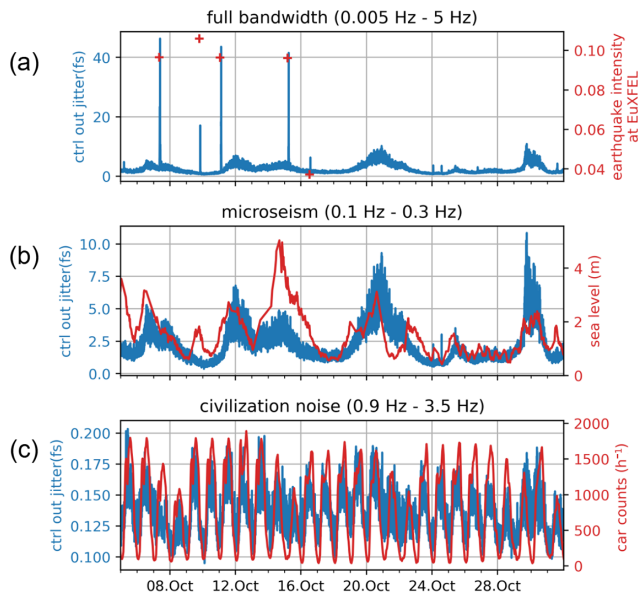 full bandwidth (0.005 Hz - 5 Hz)
(a)
ctrl out jitter(fs)
40
20
0
0.10
0.08
0.06
0.04
earthquake intensity
at EuXFEL
microseism (0.1 Hz - 0.3 Hz)
(b)
ctrl out jitter(fs)
10.0
7.5
5.0
2.5
0.0
4
2
0
sea level (m)
civilization noise (0.9 Hz - 3.5 Hz)
(c)
ctrl out jitter(fs)
0.200
0.175
0.150
0.125
0.100
2000
1500
1000
500
0
car counts (h⁻¹)
08.Oct
12.Oct
16.Oct
20.Oct
24.Oct
28.Oct